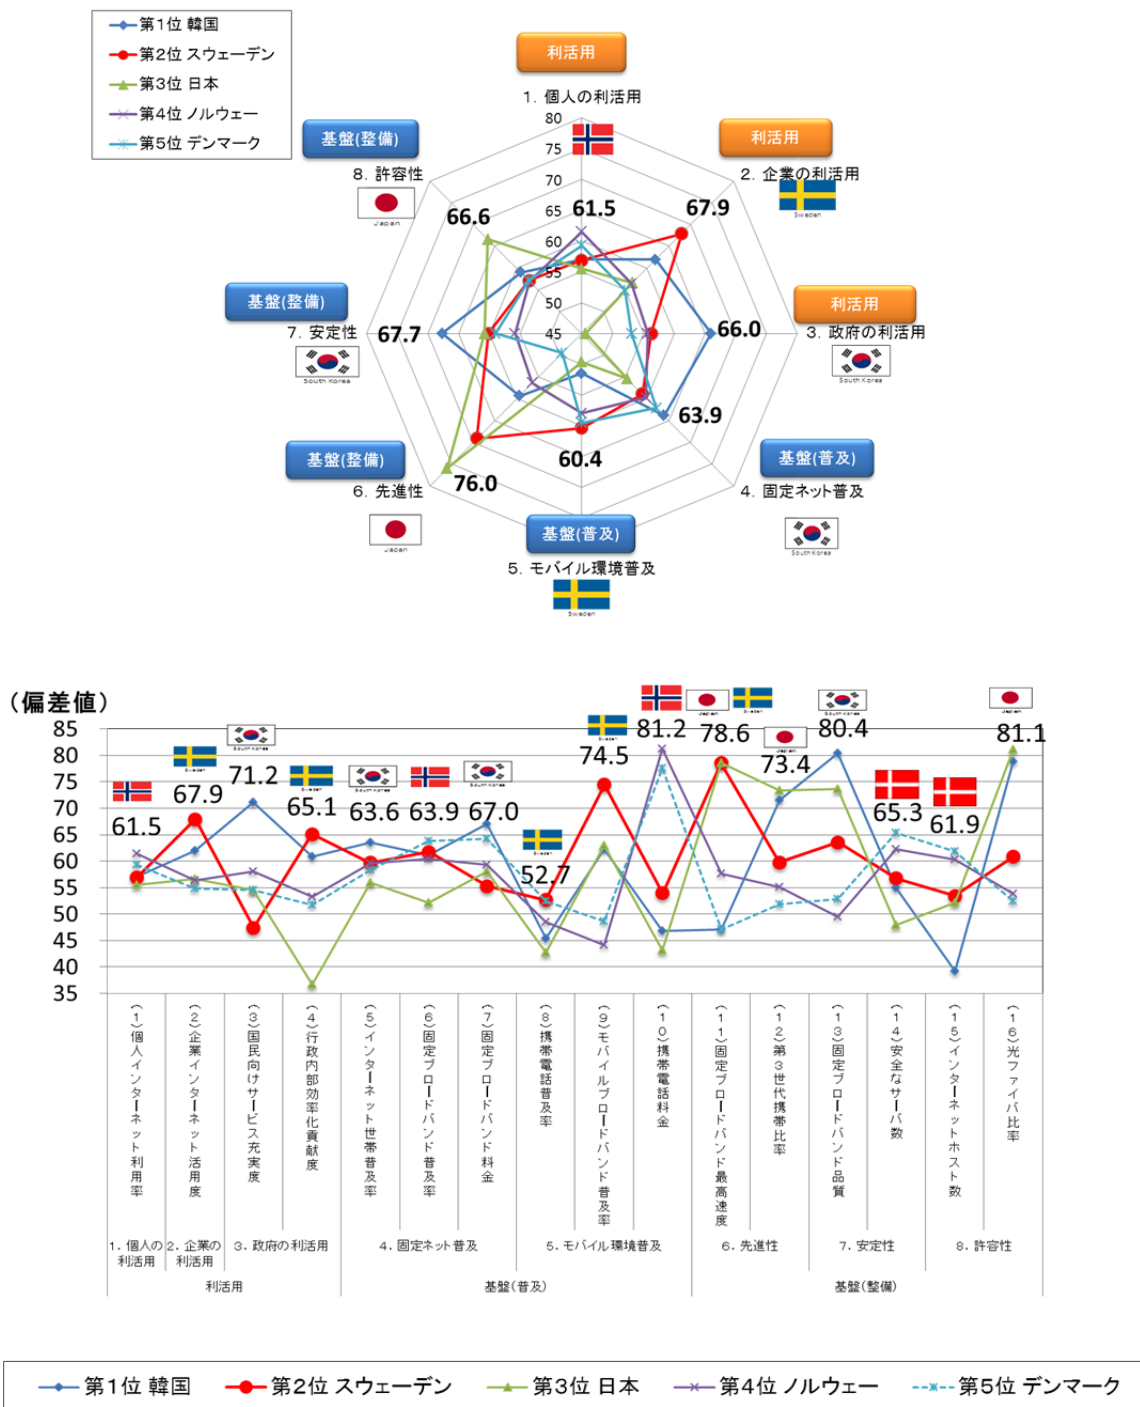 第1位 韓国
第2位 スウェーデン
第3位 日本
第4位 ノルウェー
第5位 デンマーク
利活用
1. 個人の利活用
利活用
2. 企業の利活用
Sweden
利活用
3. 政府の利活用
South Korea
基盤(普及)
4. 固定ネット普及
South Korea
基盤(普及)
5. モバイル環境普及
Sweden
基盤(整備)
6. 先進性
Japan
基盤(整備)
7. 安定性
South Korea
基盤(整備)
8. 許容性
Japan
80
75
70
65
60
55
50
45
61.5
67.9
66.0
63.9
60.4
76.0
67.7
66.6
(偏差値)
85
80
75
70
65
60
55
50
45
40
35
61.5
Sweden
67.9
South Korea
71.2
Sweden
65.1
South Korea
63.6
63.9
South Korea
67.0
Sweden
52.7
Sweden
74.5
81.2
Japan
Sweden
78.6
Japan
73.4
South Korea
80.4
65.3
61.9
Japan
81.1
(1)個人インターネット利用率
(2)企業インターネット活用度
(3)国民向けサービス充実度
(4)行政内部効率化貢献度
(5)インターネット世帯普及率
(6)固定ブロードバンド普及率
(7)固定ブロードバンド料金
(8)携帯電話普及率
(9)モバイルブロードバンド普及率
(10)携帯電話料金
(11)固定ブロードバンド最高速度
(12)第3世代携帯比率
(13)固定ブロードバンド品質
(14)安全なサーバ数
(15)インターネットホスト数
(16)光ファイバ比率
1. 個人の
利活用
2. 企業の
利活用
3. 政府の利活用
4. 固定ネット普及
5. モバイル環境普及
6. 先進性
7. 安定性
8. 許容性
利活用
基盤(普及)
基盤(整備)
第1位 韓国
第2位 スウェーデン
第3位 日本
第4位 ノルウェー
第5位 デンマーク